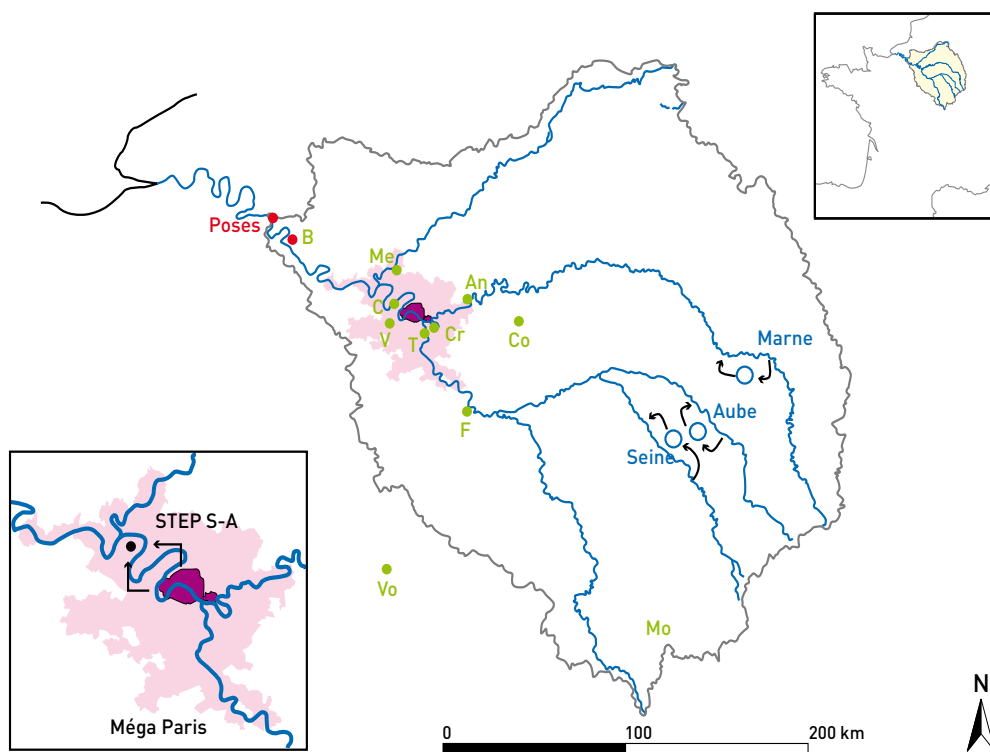 Poses
B
Me
An
C
V
T
Cr
Co
Marne
Aube
Seine
F
STEP S-A
Vo
Mo
Méga Paris
N
0
100
200 km